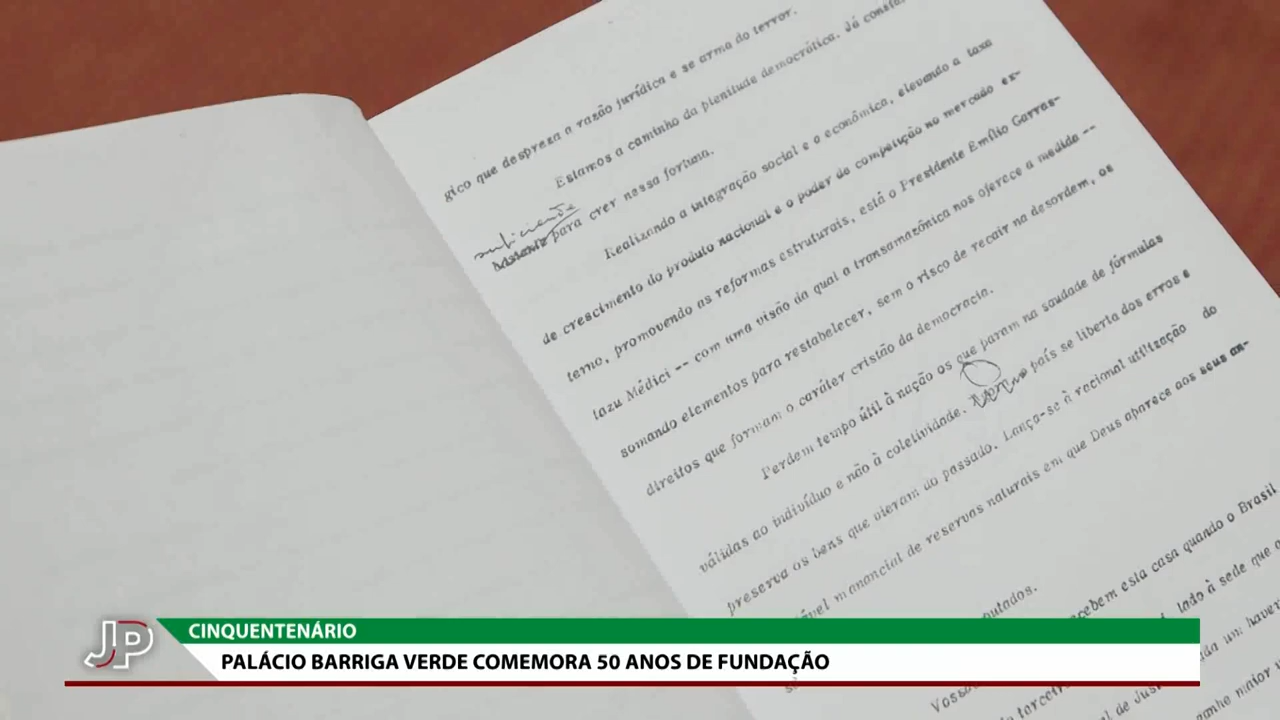 gico que despreza a razão jurídica e se arma do terror.
Estamos a caminho da plenitude democrática. Já
suficiente
para crer nessa fortuna.
Realizando a integração social e a econômica, elevando a taxa
de crescimento do produto nacional e o poder de competição no mercado ex-
terno, promovendo as reformas estruturais, está o Presidente Emílio Garras-
tazu Médici -- com uma visão da qual a transamazônica nos oferece a medida --
somando elementos para restabelecer, sem o risco de recair na desordem, os
direitos que formam o caráter cristão da democracia.
Perdem tempo útil à nação os que param na saudade de fórmulas
válidas ao indivíduo e não à coletividade. país se liberta dos erros e
preserva os bens que vieram do passado. Lança-se à racional utilização do
manancial de reservas naturais em que Deus aparece aos seus an-
esta casa quando o Brasil
lado à sede que
um
de
maior
JP
CINQUENTENÁRIO
PALÁCIO BARRIGA VERDE COMEMORA 50 ANOS DE FUNDAÇÃO